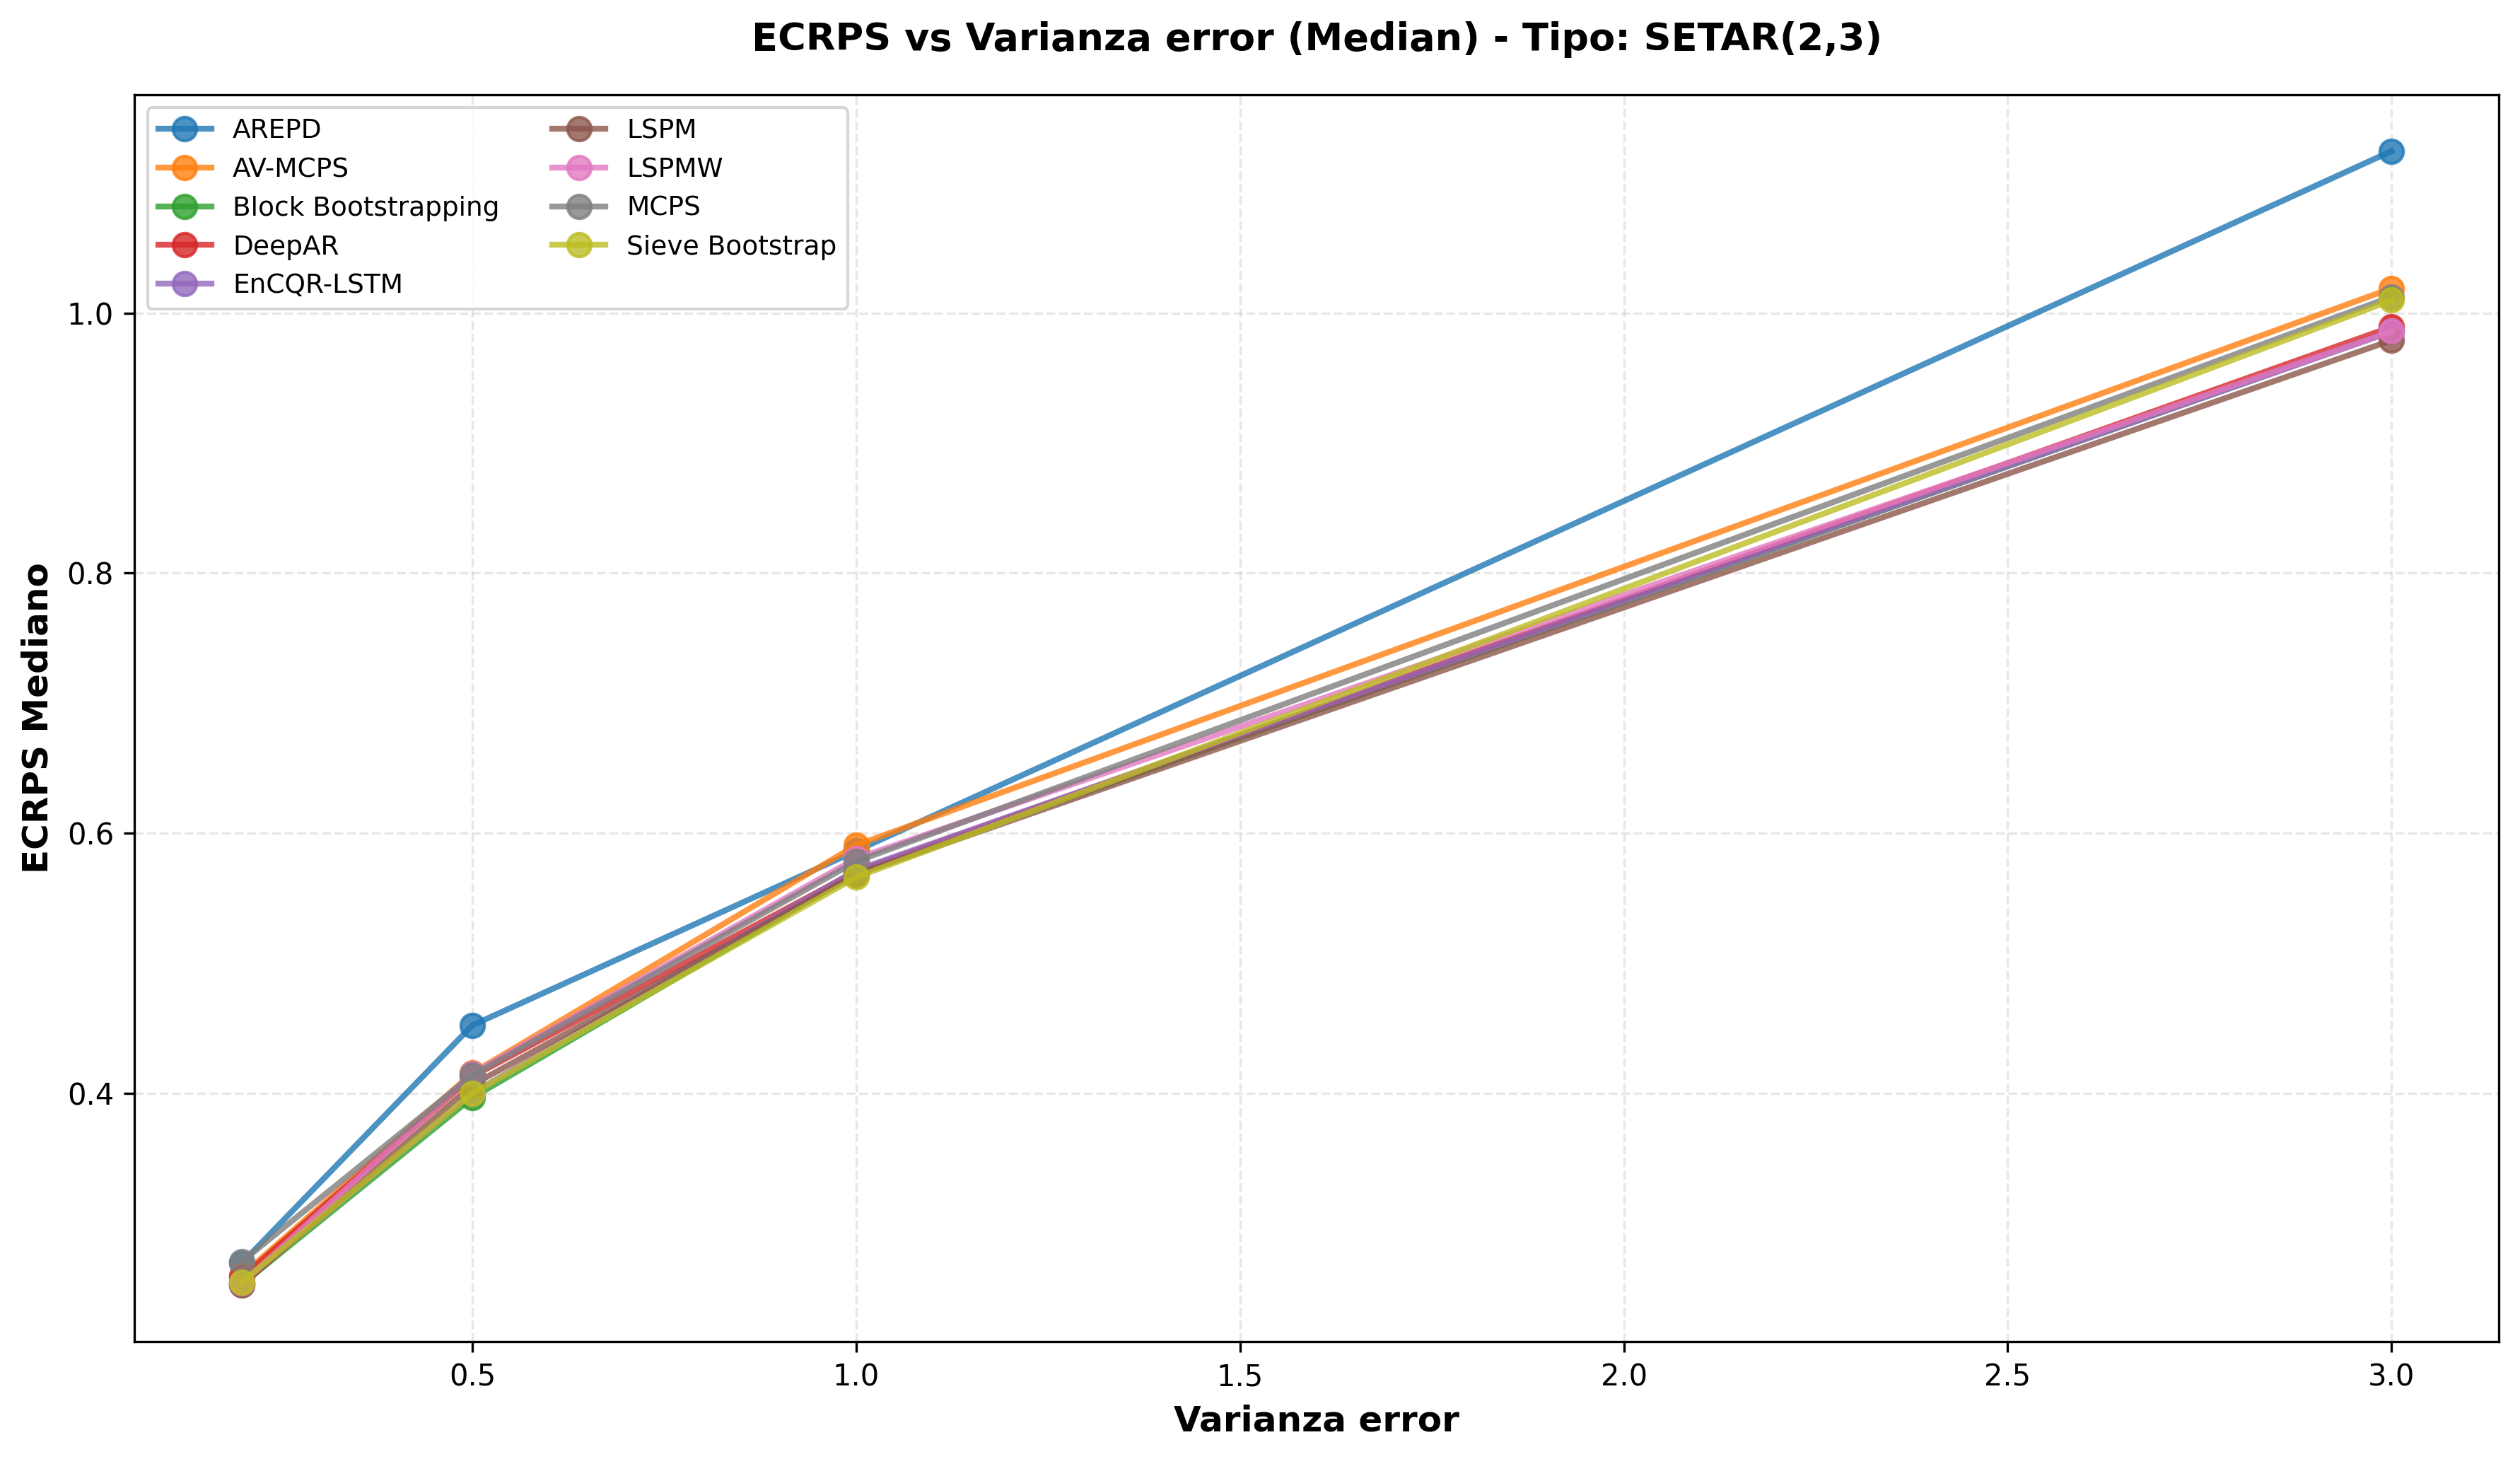 ECRPS vs Varianza error (Median) - Tipo: SETAR(2,3)
AREPD
AV-MCPS
Block Bootstrapping
DeepAR
EnCQR-LSTM
LSPM
LSPMW
MCPS
Sieve Bootstrap
ECRPS Mediano
1.0
0.8
0.6
0.4
0.5
1.0
1.5
2.0
2.5
3.0
Varianza error